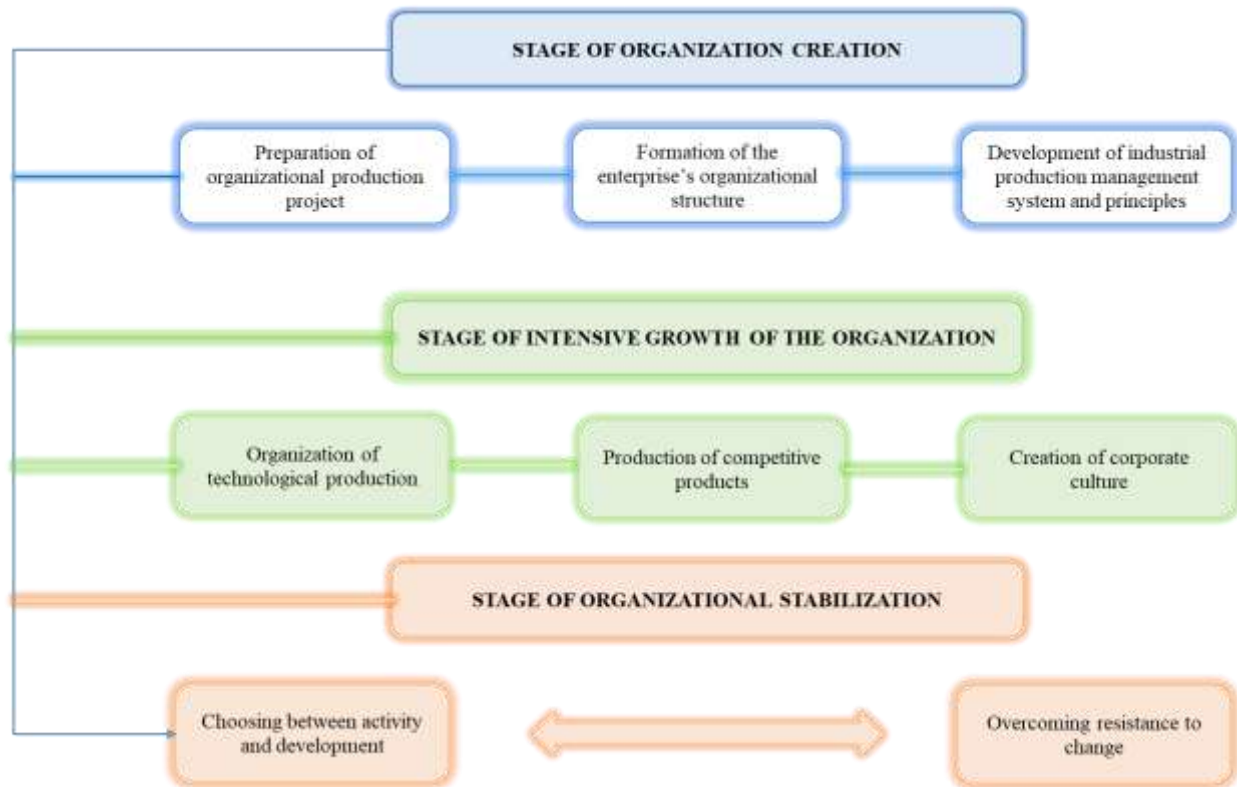 STAGE OF ORGANIZATION CREATION
Preparation of
organizational production
project
Formation of the
enterprise’s organizational
structure
Development of industrial
production management
system and principles
STAGE OF INTENSIVE GROWTH OF THE ORGANIZATION
Organization of
technological production
Production of competitive
products
Creation of corporate
culture
STAGE OF ORGANIZATIONAL STABILIZATION
Choosing between activity
and development
Overcoming resistance to
change